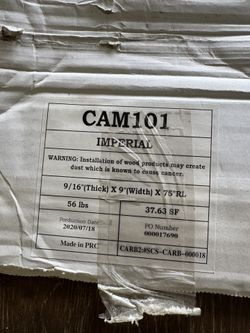 CAM101
IMPERIAL
WARNING: Installation of wood products may create
dust which is known to cause cancer.
9/16"(Thick) X 9"(Width) X 75"RL
56 lbs
37.63 SF
Production Date
2020/07/18
PO Number
000017690
Made in PRC
CARB2:#SCS-CARB-000018